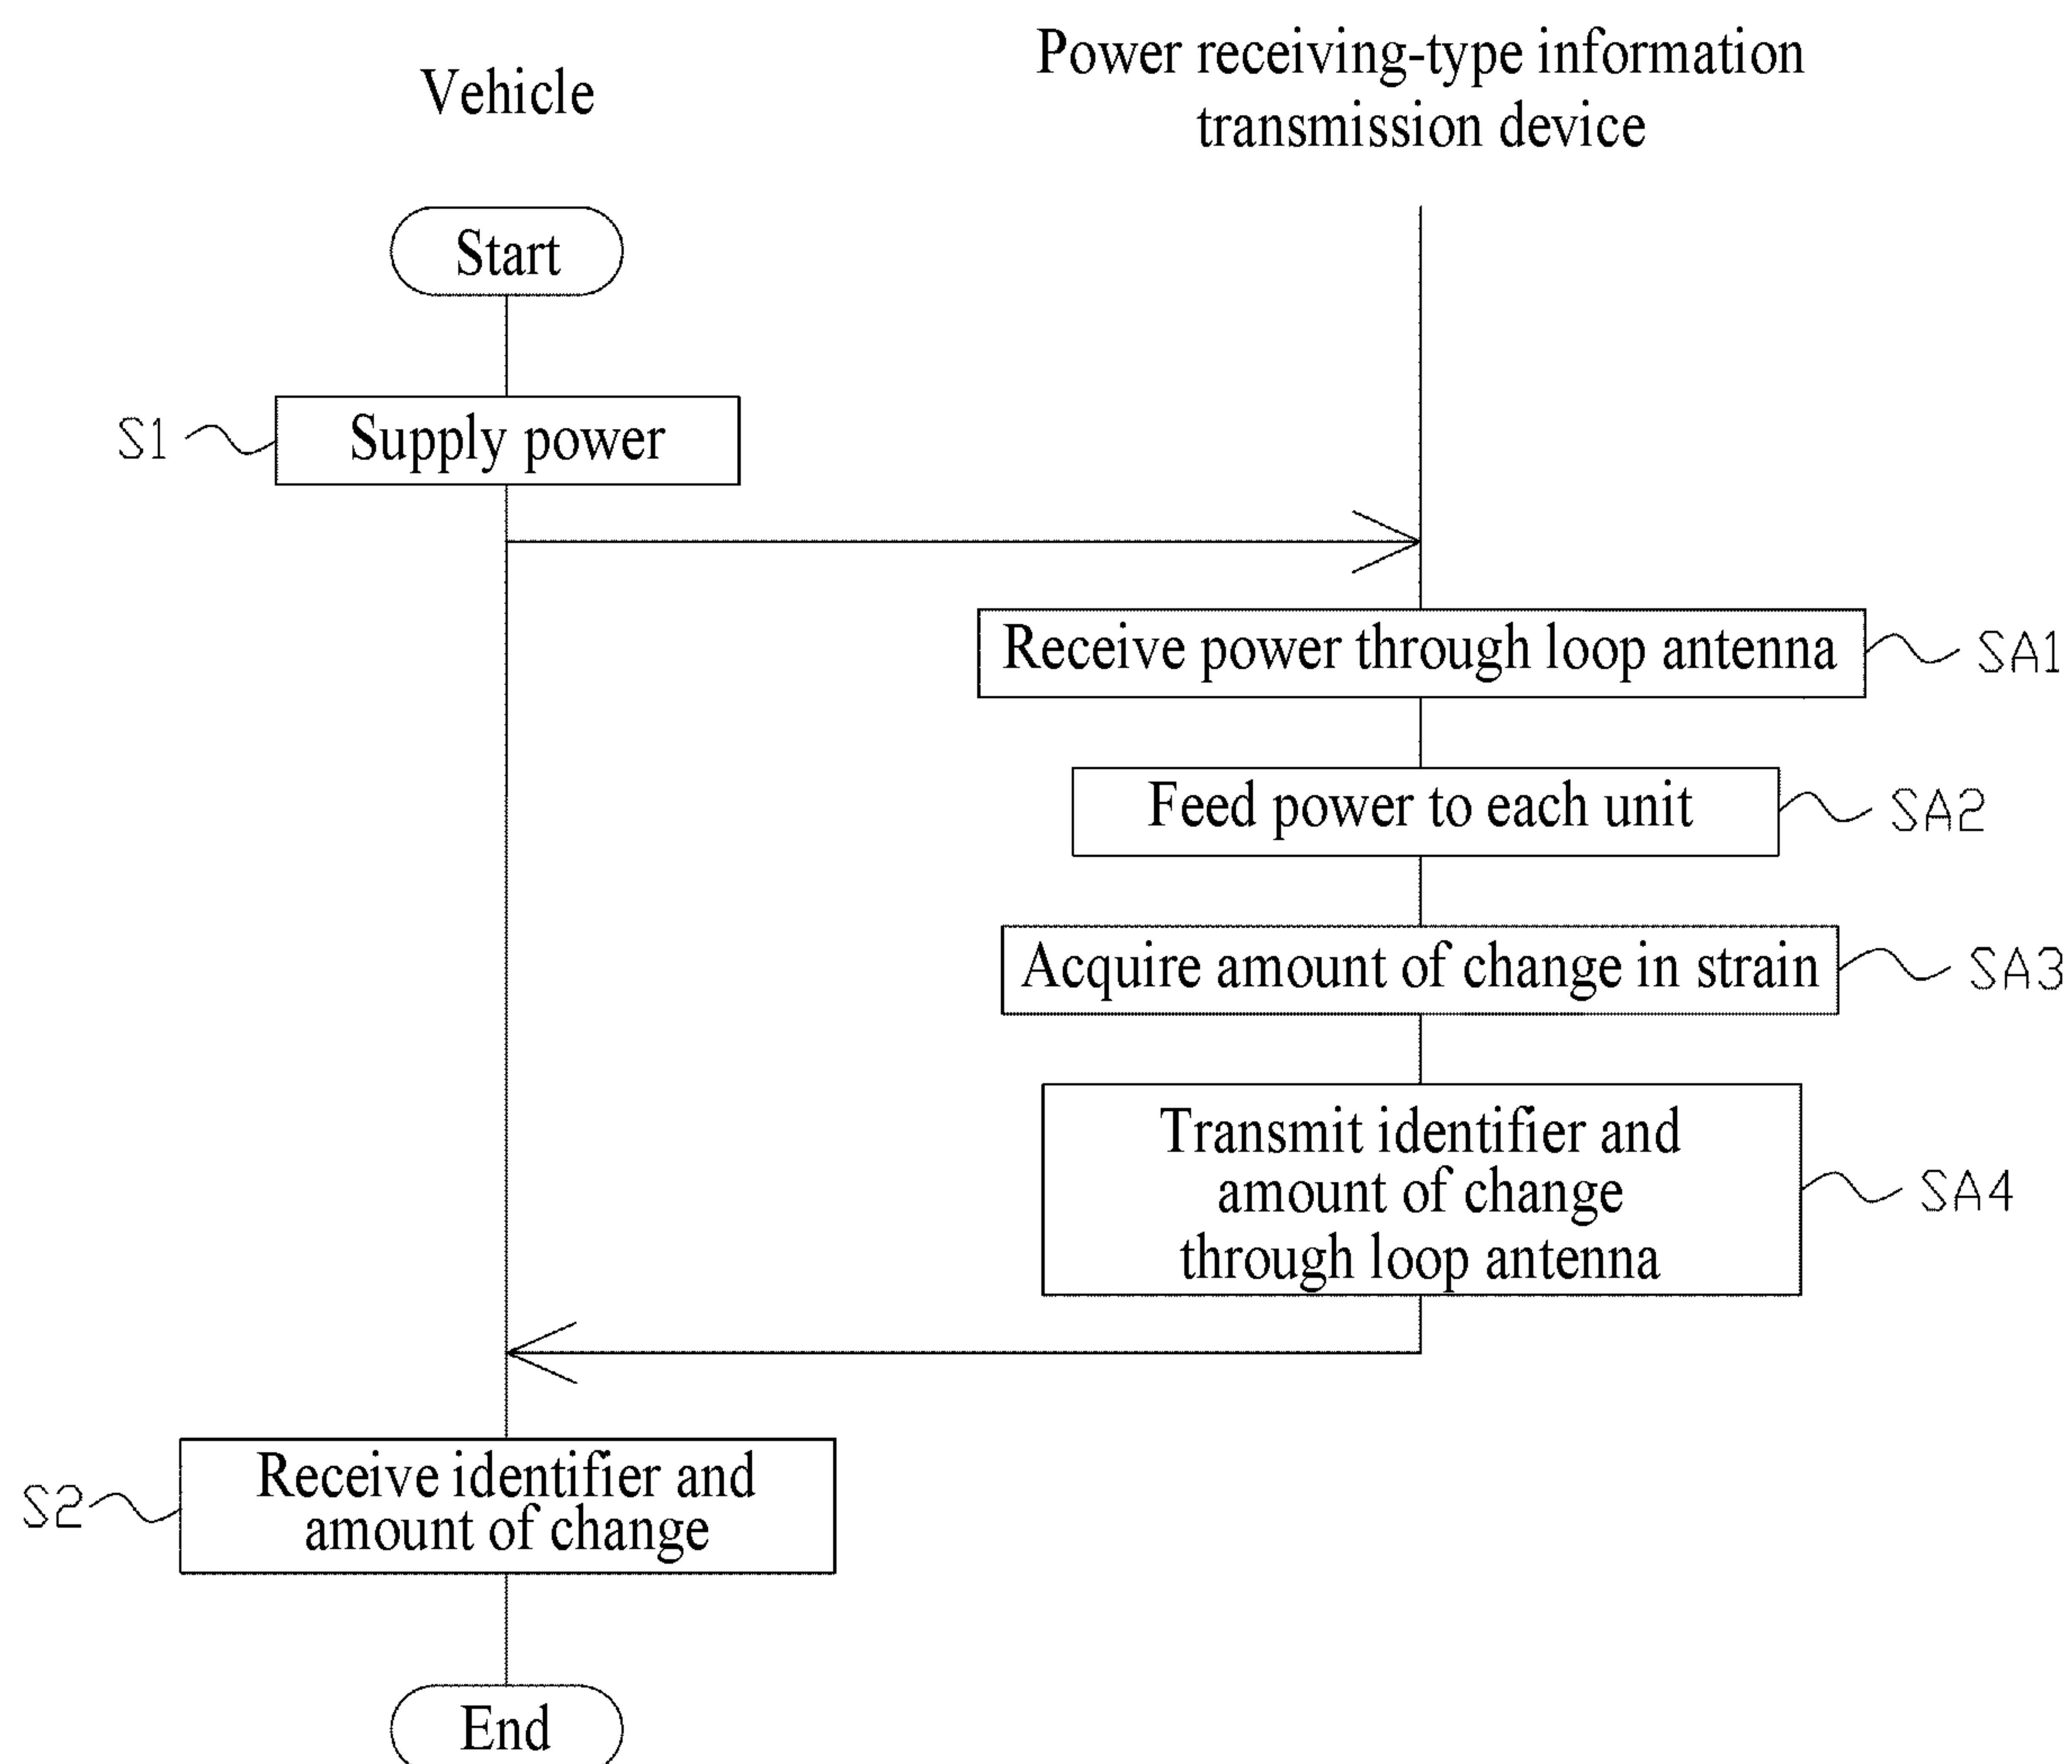 Vehicle
Power receiving-type information
transmission device
Start
S1
Supply power
Receive power through loop antenna
SA1
Feed power to each unit
SA2
Acquire amount of change in strain
SA3
Transmit identifier and
amount of change
through loop antenna
SA4
S2
Receive identifier and
amount of change
End